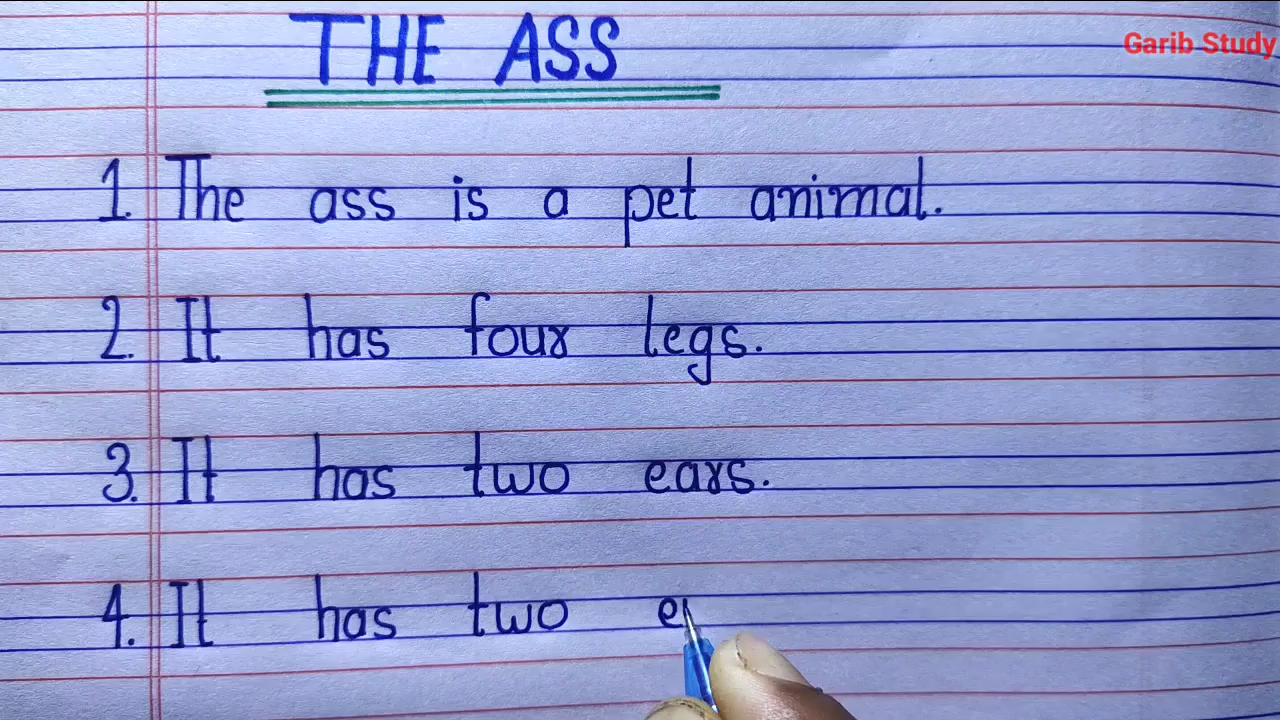 THE ASS
Garib Study
1. The ass is a pet animal.
2. It has four legs.
3. It has two ears.
4. It has two